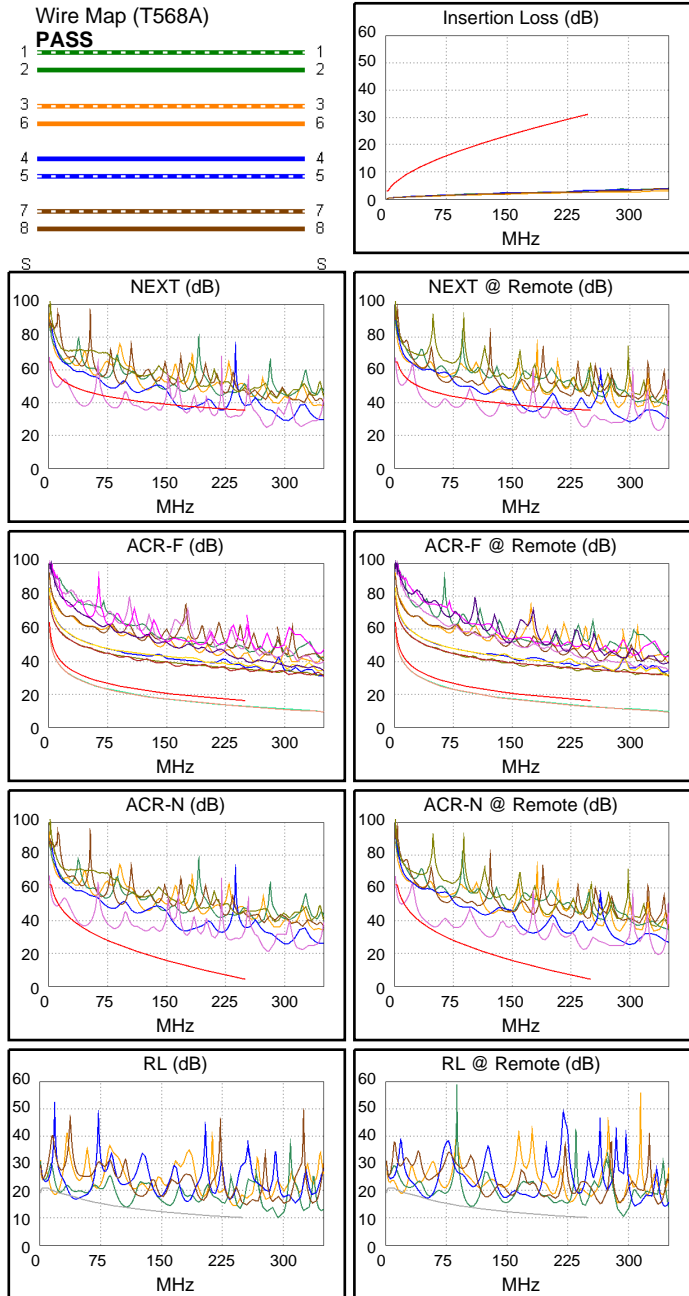 Wire Map (T568A)
PASS
1 1
2 2
3 3
6 6
4 4
5 5
7 7
8 8
S S
Insertion Loss (dB)
60
50
40
30
20
10
0
0 75 150 225 300
MHz
NEXT (dB)
100
80
60
40
20
0
0 75 150 225 300
MHz
NEXT @ Remote (dB)
100
80
60
40
20
0
0 75 150 225 300
MHz
ACR-F (dB)
100
80
60
40
20
0
0 75 150 225 300
MHz
ACR-F @ Remote (dB)
100
80
60
40
20
0
0 75 150 225 300
MHz
ACR-N (dB)
100
80
60
40
20
0
0 75 150 225 300
MHz
ACR-N @ Remote (dB)
100
80
60
40
20
0
0 75 150 225 300
MHz
RL (dB)
60
50
40
30
20
10
0
0 75 150 225 300
MHz
RL @ Remote (dB)
60
50
40
30
20
10
0
0 75 150 225 300
MHz